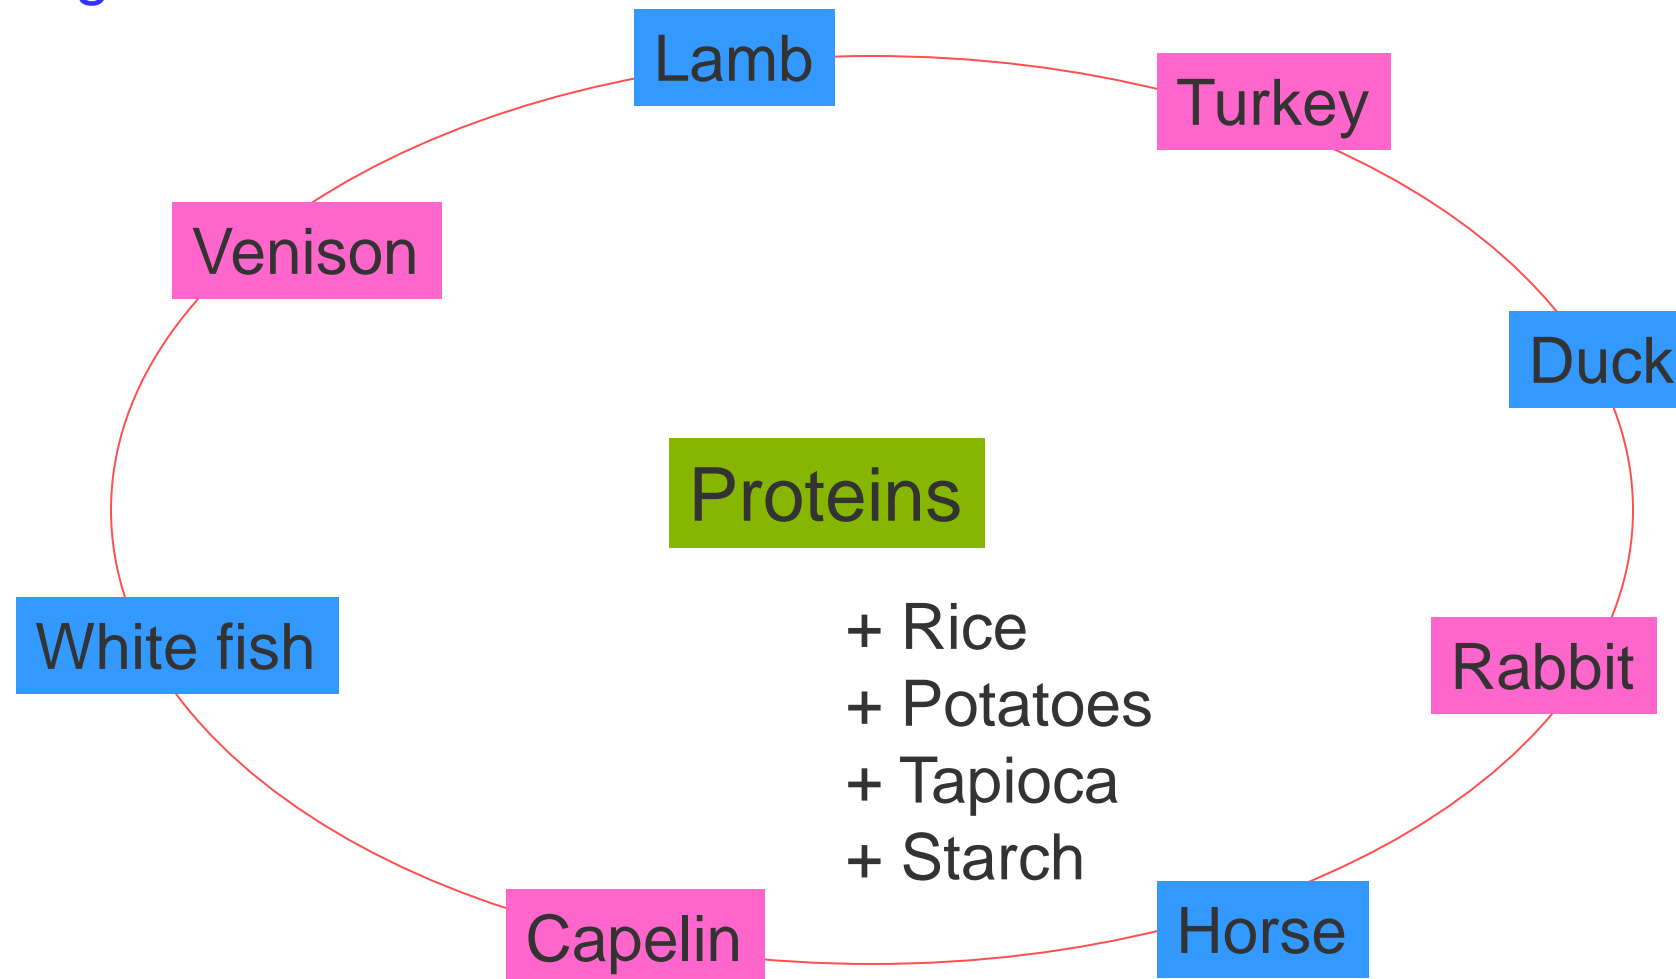 Lamb
Turkey
Venison
Duck
Proteins
White fish
+ Rice
Rabbit
+ Potatoes
+ Tapioca
+ Starch
Capelin
Horse